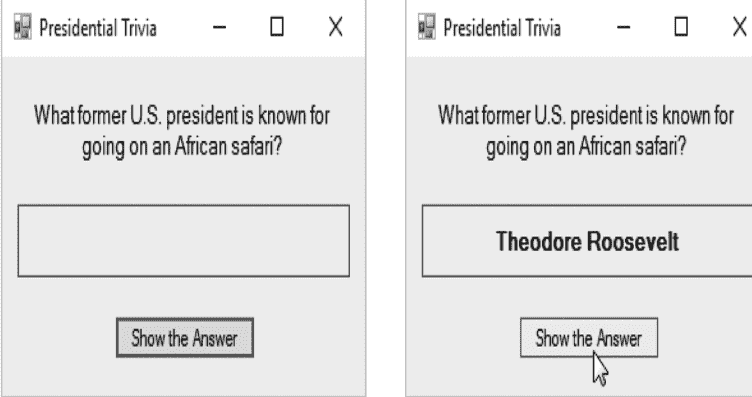 Presidential Trivia
What former U.S. president is known for
going on an African safari?
Show the Answer
Presidential Trivia
What former U.S. president is known for
going on an African safari?
Theodore Roosevelt
Show the Answer